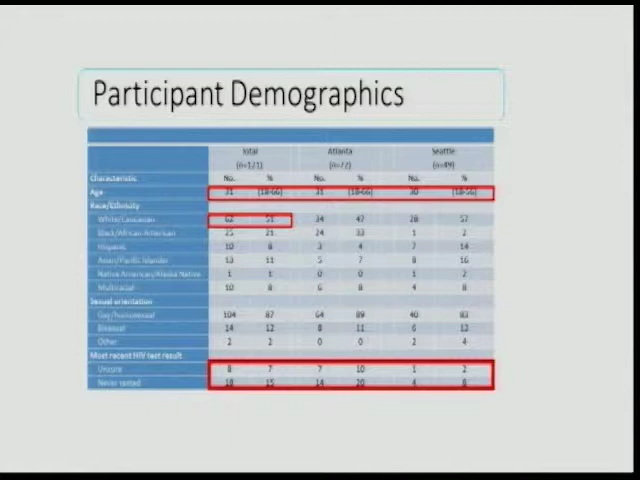 Participant Demographics
Total Atlanta Seattle
(n=121) (n=72) (n=49)
Characteristic No. % No. % No. %
Age 31 (18-66) 31 (18-66) 30 (18-56)
Race/Ethnicity
White/Caucasian 62 51 34 47 28 57
Black/African American 25 21 24 33 1 2
Hispanic 10 8 3 4 7 14
Asian/Pacific Islander 13 11 5 7 8 16
Native American/Alaska Native 1 1 0 0 1 2
Multiracial 10 8 6 8 4 8
Sexual orientation
Gay/homosexual 104 87 64 89 40 83
Bisexual 14 12 8 11 6 12
Other 2 2 0 0 2 4
Most recent HIV test result
Unsure 8 7 7 10 1 2
Never tested 18 15 14 20 4 8